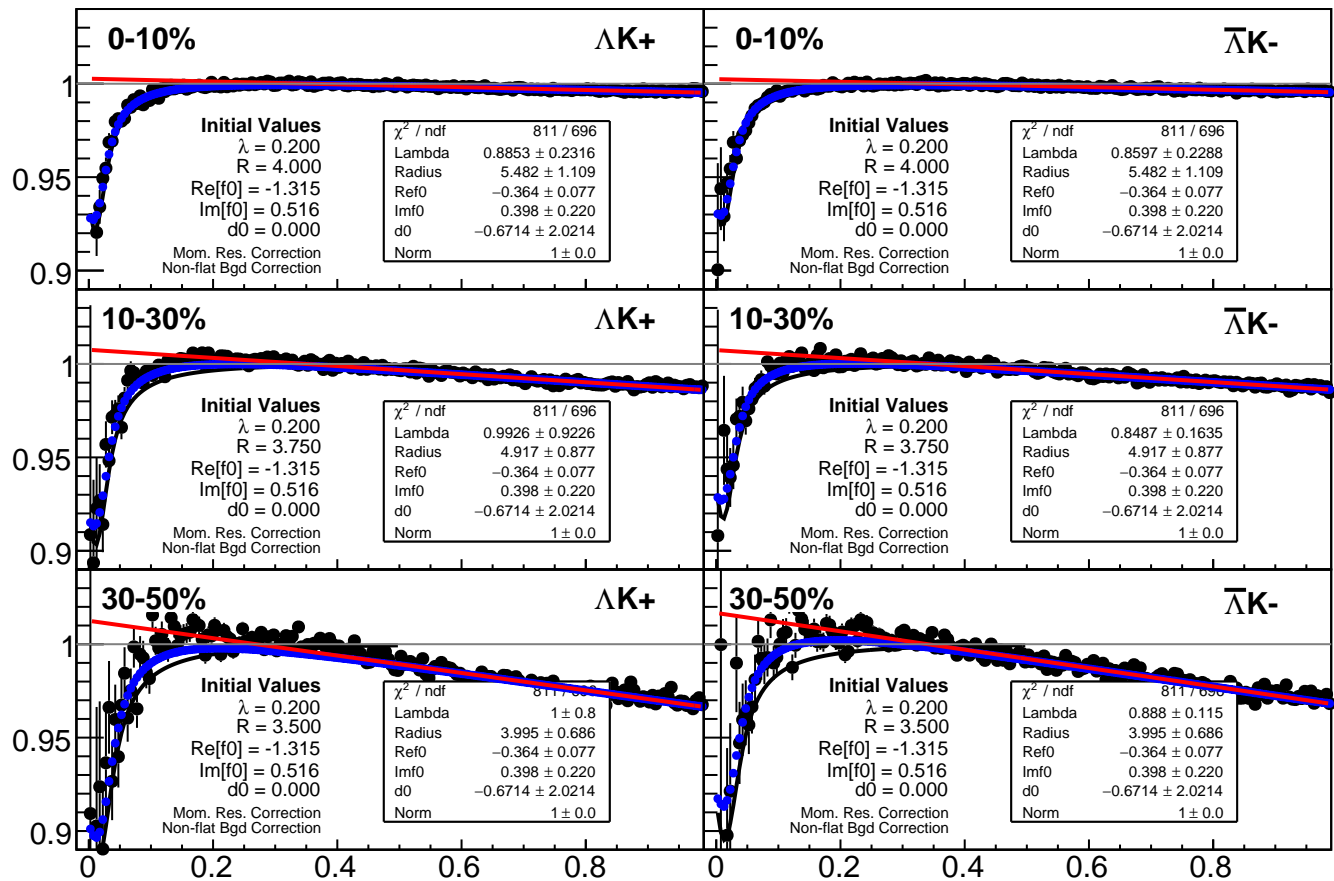 0-10%
ΛK+
1
0.95
0.9
Initial Values
λ = 0.200
R = 4.000
Re[f0] = -1.315
Im[f0] = 0.516
d0 = 0.000
Mom. Res. Correction
Non-flat Bgd Correction
χ² / ndf 811 / 696
Lambda 0.8853 ± 0.2316
Radius 5.482 ± 1.109
Ref0 −0.364 ± 0.077
Imf0 0.398 ± 0.220
d0 −0.6714 ± 2.0214
Norm 1 ± 0.0
0-10%
Λ̅K-
Initial Values
λ = 0.200
R = 4.000
Re[f0] = -1.315
Im[f0] = 0.516
d0 = 0.000
Mom. Res. Correction
Non-flat Bgd Correction
χ² / ndf 811 / 696
Lambda 0.8597 ± 0.2288
Radius 5.482 ± 1.109
Ref0 −0.364 ± 0.077
Imf0 0.398 ± 0.220
d0 −0.6714 ± 2.0214
Norm 1 ± 0.0
10-30%
ΛK+
1
0.95
0.9
Initial Values
λ = 0.200
R = 3.750
Re[f0] = -1.315
Im[f0] = 0.516
d0 = 0.000
Mom. Res. Correction
Non-flat Bgd Correction
χ² / ndf 811 / 696
Lambda 0.9926 ± 0.9226
Radius 4.917 ± 0.877
Ref0 −0.364 ± 0.077
Imf0 0.398 ± 0.220
d0 −0.6714 ± 2.0214
Norm 1 ± 0.0
10-30%
Λ̅K-
Initial Values
λ = 0.200
R = 3.750
Re[f0] = -1.315
Im[f0] = 0.516
d0 = 0.000
Mom. Res. Correction
Non-flat Bgd Correction
χ² / ndf 811 / 696
Lambda 0.8487 ± 0.1635
Radius 4.917 ± 0.877
Ref0 −0.364 ± 0.077
Imf0 0.398 ± 0.220
d0 −0.6714 ± 2.0214
Norm 1 ± 0.0
30-50%
ΛK+
1
0.95
0.9
Initial Values
λ = 0.200
R = 3.500
Re[f0] = -1.315
Im[f0] = 0.516
d0 = 0.000
Mom. Res. Correction
Non-flat Bgd Correction
χ² / ndf
Lambda 1 ± 0.8
Radius 3.995 ± 0.686
Ref0 −0.364 ± 0.077
Imf0 0.398 ± 0.220
d0 −0.6714 ± 2.0214
Norm 1 ± 0.0
30-50%
Λ̅K-
Initial Values
λ = 0.200
R = 3.500
Re[f0] = -1.315
Im[f0] = 0.516
d0 = 0.000
Mom. Res. Correction
Non-flat Bgd Correction
χ² / ndf 811 / 696
Lambda 0.888 ± 0.115
Radius 3.995 ± 0.686
Ref0 −0.364 ± 0.077
Imf0 0.398 ± 0.220
d0 −0.6714 ± 2.0214
Norm 1 ± 0.0
0 0.2 0.4 0.6 0.8 0 0.2 0.4 0.6 0.8